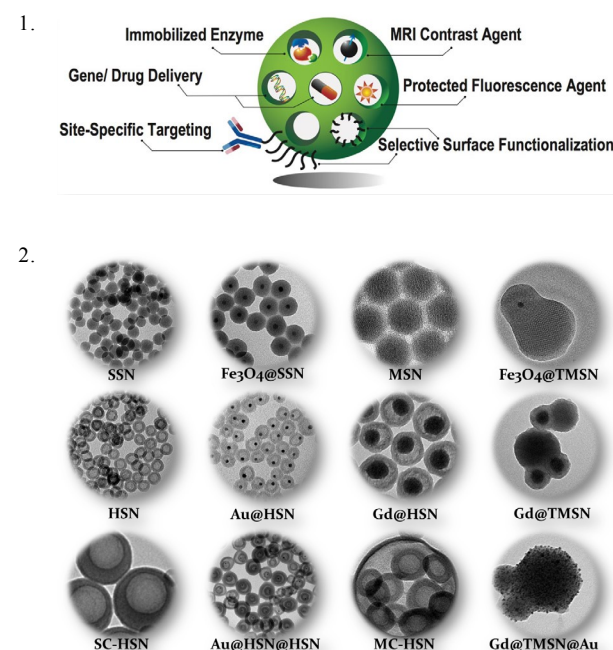 1.
Immobilized Enzyme
MRI Contrast Agent
Gene/ Drug Delivery
Protected Fluorescence Agent
Site-Specific Targeting
Selective Surface Functionalization
2.
SSN
Fe3O4@SSN
MSN
Fe3O4@TMSN
HSN
Au@HSN
Gd@HSN
Gd@TMSN
SC-HSN
Au@HSN@HSN
MC-HSN
Gd@TMSN@Au